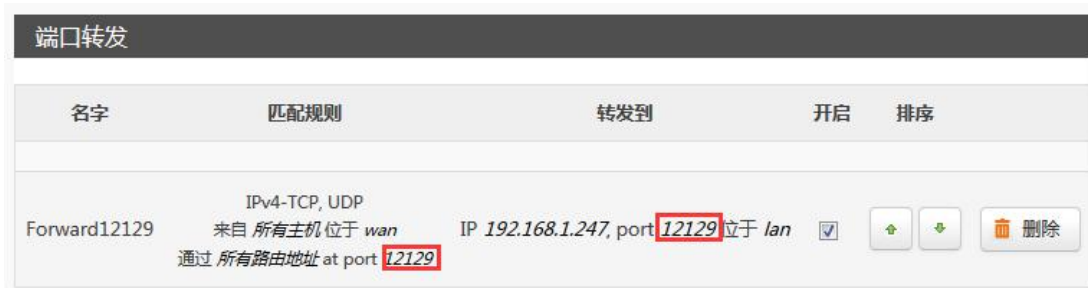 端口转发
名字 匹配规则 转发到 开启 排序
IPv4-TCP, UDP
Forward12129 来自 所有主机 位于 wan IP 192.168.1.247, port 12129 位于 lan 删除
通过 所有路由地址 at port 12129